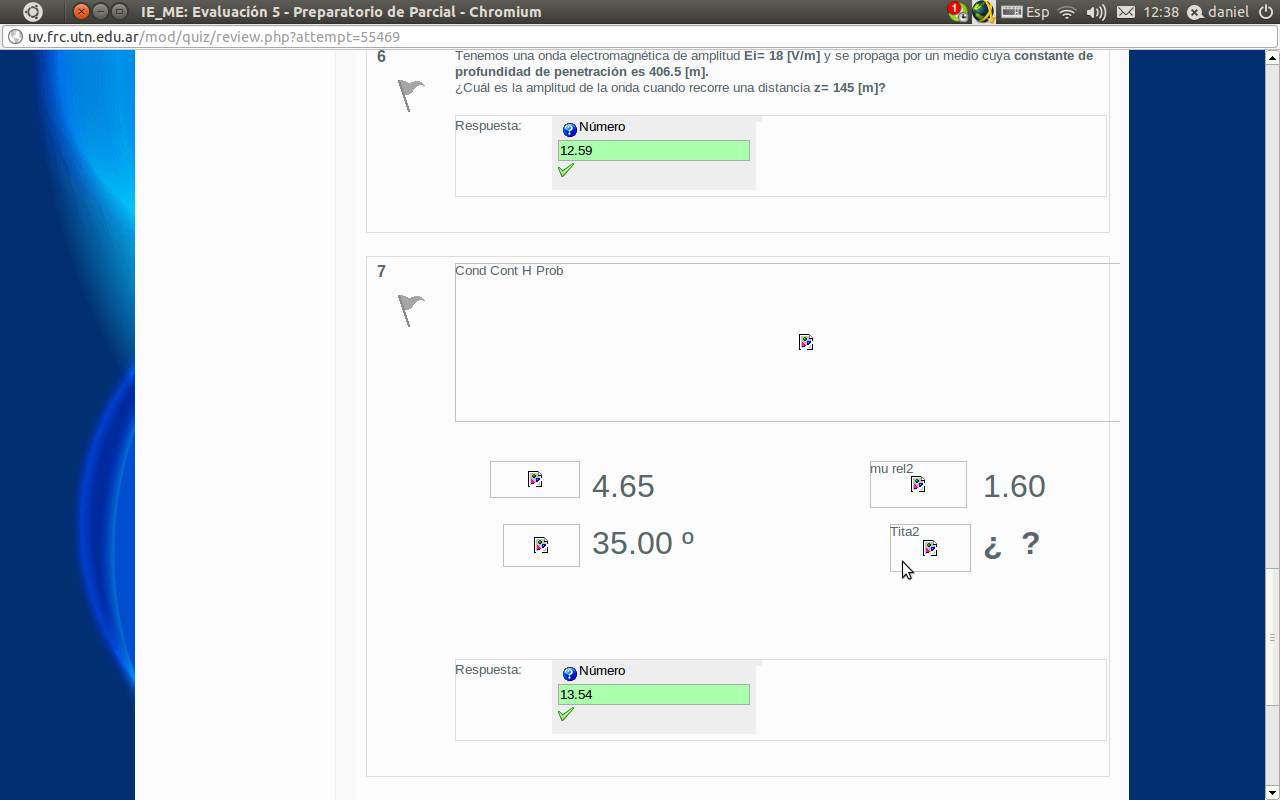 IE_ME: Evaluación 5 - Preparatorio de Parcial - Chromium
1
Esp
12:38
daniel
uv.frc.utn.edu.ar/mod/quiz/review.php?attempt=55469
6
Tenemos una onda electromagnética de amplitud Ei= 18 [V/m] y se propaga por un medio cuya constante de
profundidad de penetración es 406.5 [m].
¿Cuál es la amplitud de la onda cuando recorre una distancia z= 145 [m]?
Respuesta:
Número
12.59
7
Cond Cont H Prob
4.65
mu rel2
1.60
35.00 º
Tita2
¿ ?
Respuesta:
Número
13.54